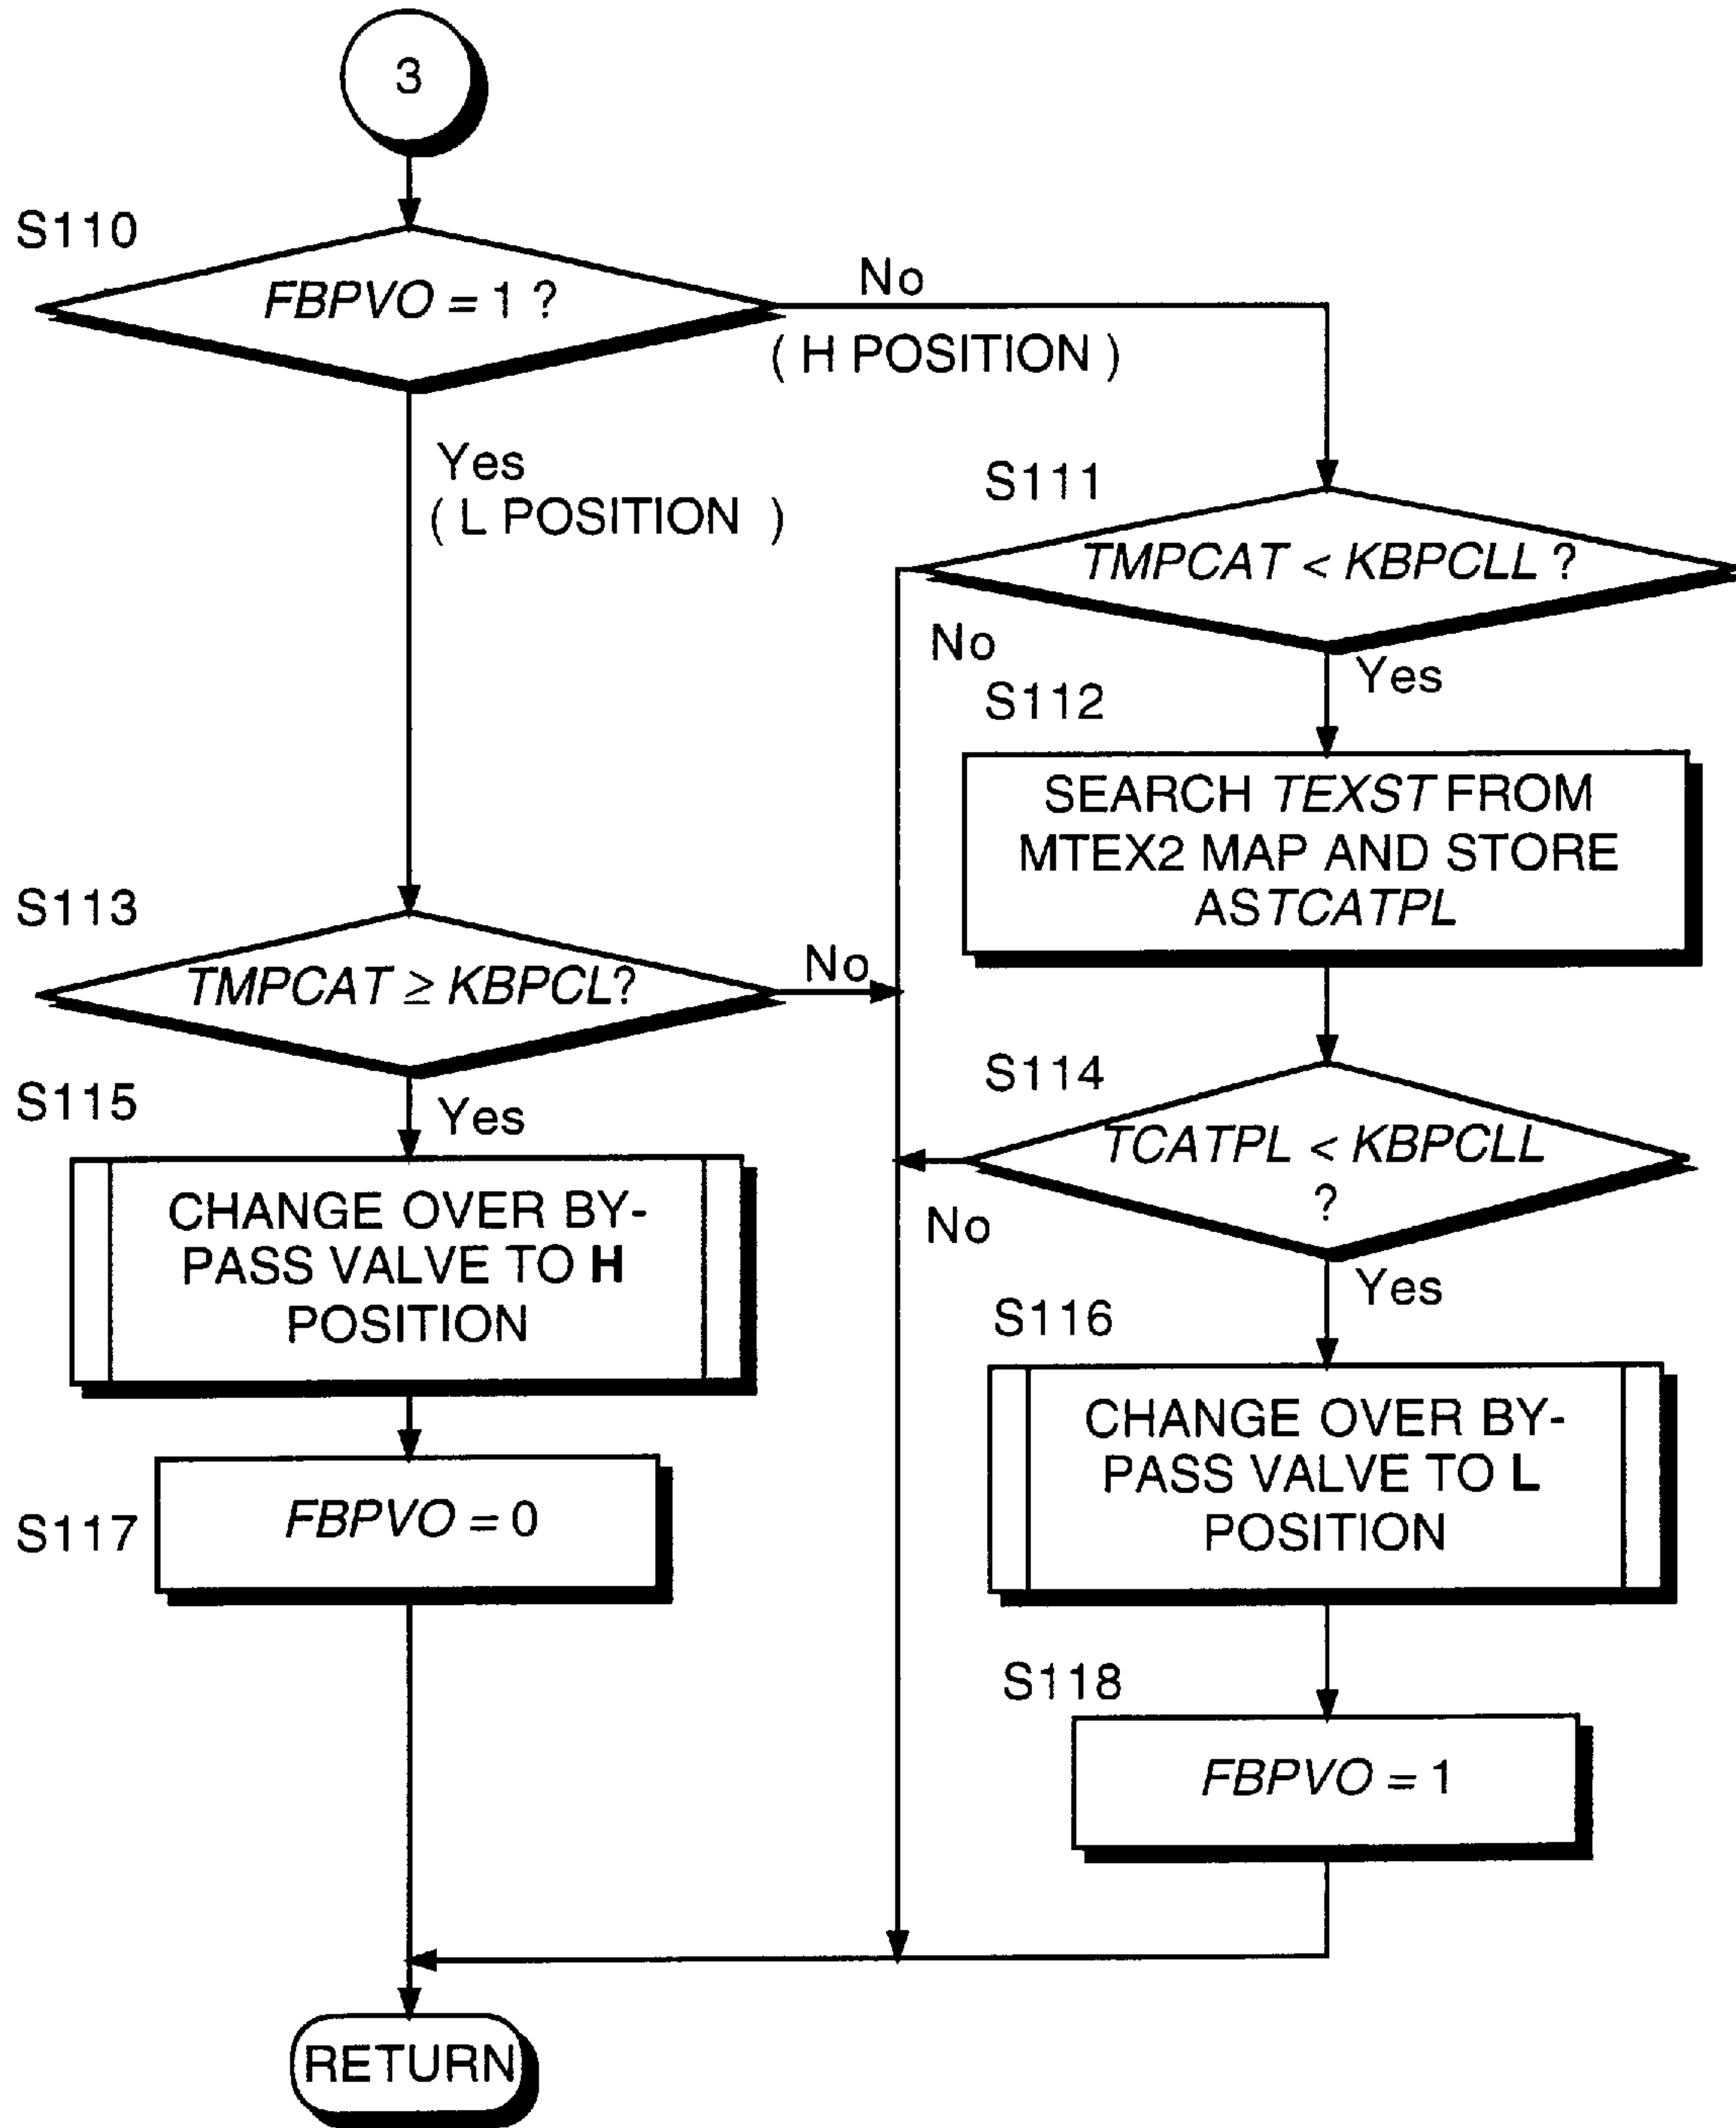 3
S110
FBPVO = 1 ?
No
( H POSITION )
Yes
( L POSITION )
S111
TMPCAT < KBPCLL ?
No
Yes
S112
SEARCH TEXST FROM
MTEX2 MAP AND STORE
ASTCATPL
S113
TMPCAT ≥ KBPCL?
No
S114
TCATPL < KBPCLL
?
No
Yes
S115
Yes
CHANGE OVER BY-
PASS VALVE TO H
POSITION
S116
CHANGE OVER BY-
PASS VALVE TO L
POSITION
S117
FBPVO = 0
S118
FBPVO = 1
RETURN